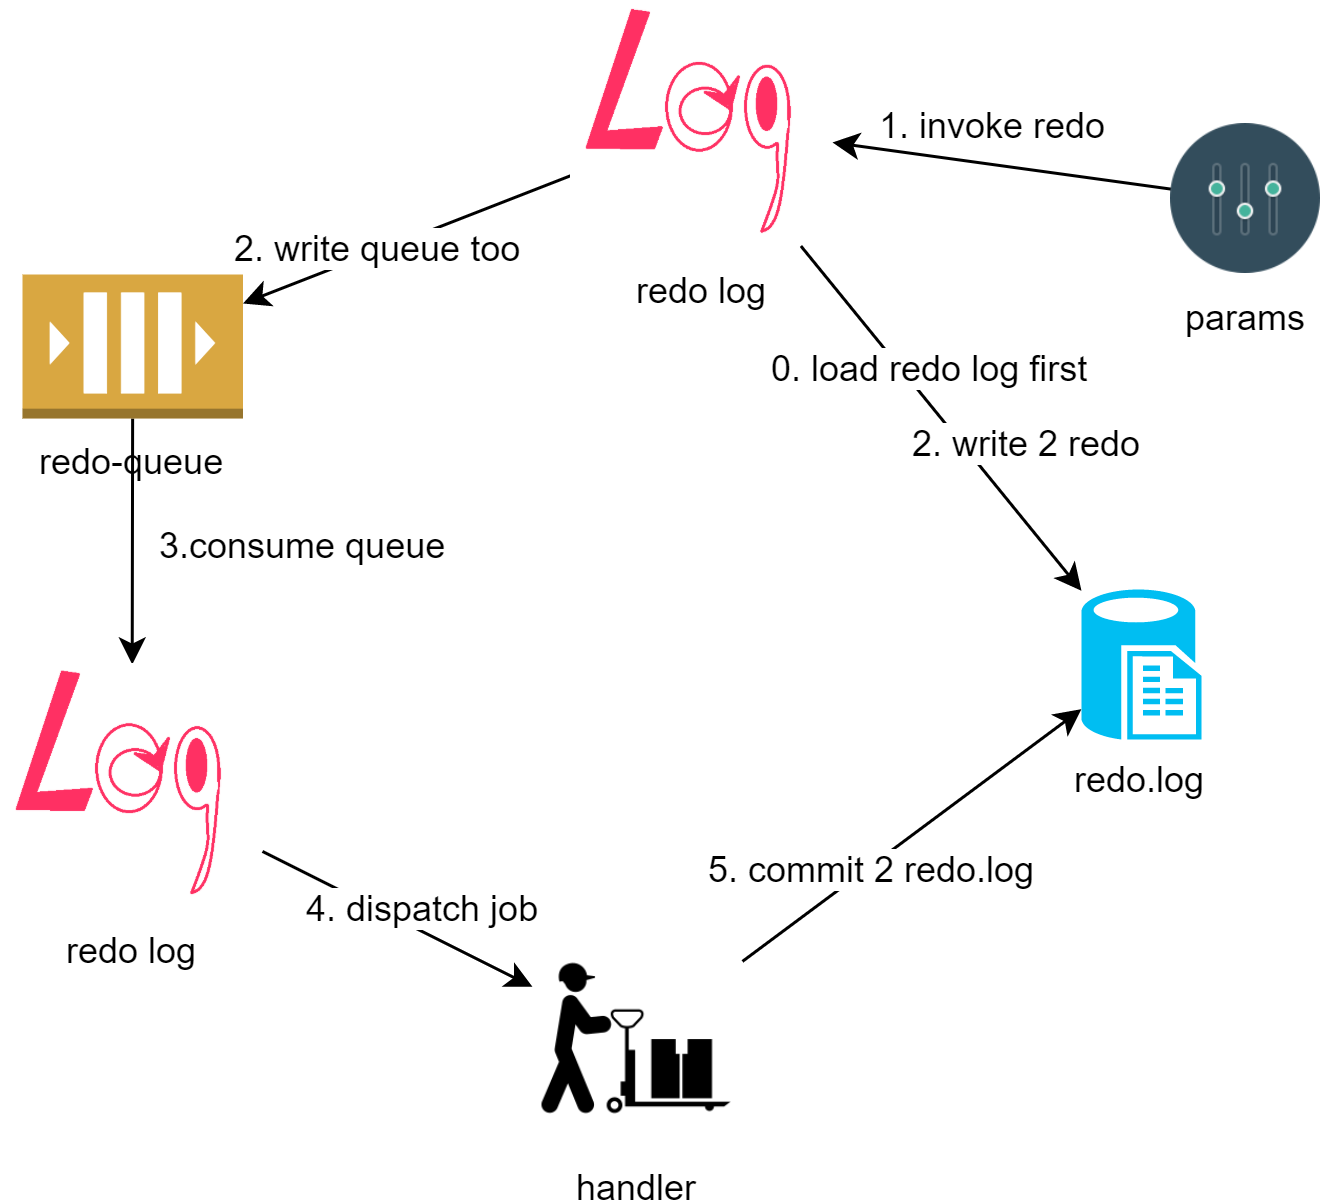 Log
1. invoke redo
2. write queue too
redo log
params
0. load redo log first
2. write 2 redo
redo-queue
3.consume queue
Log
redo.log
5. commit 2 redo.log
4. dispatch job
redo log
handler